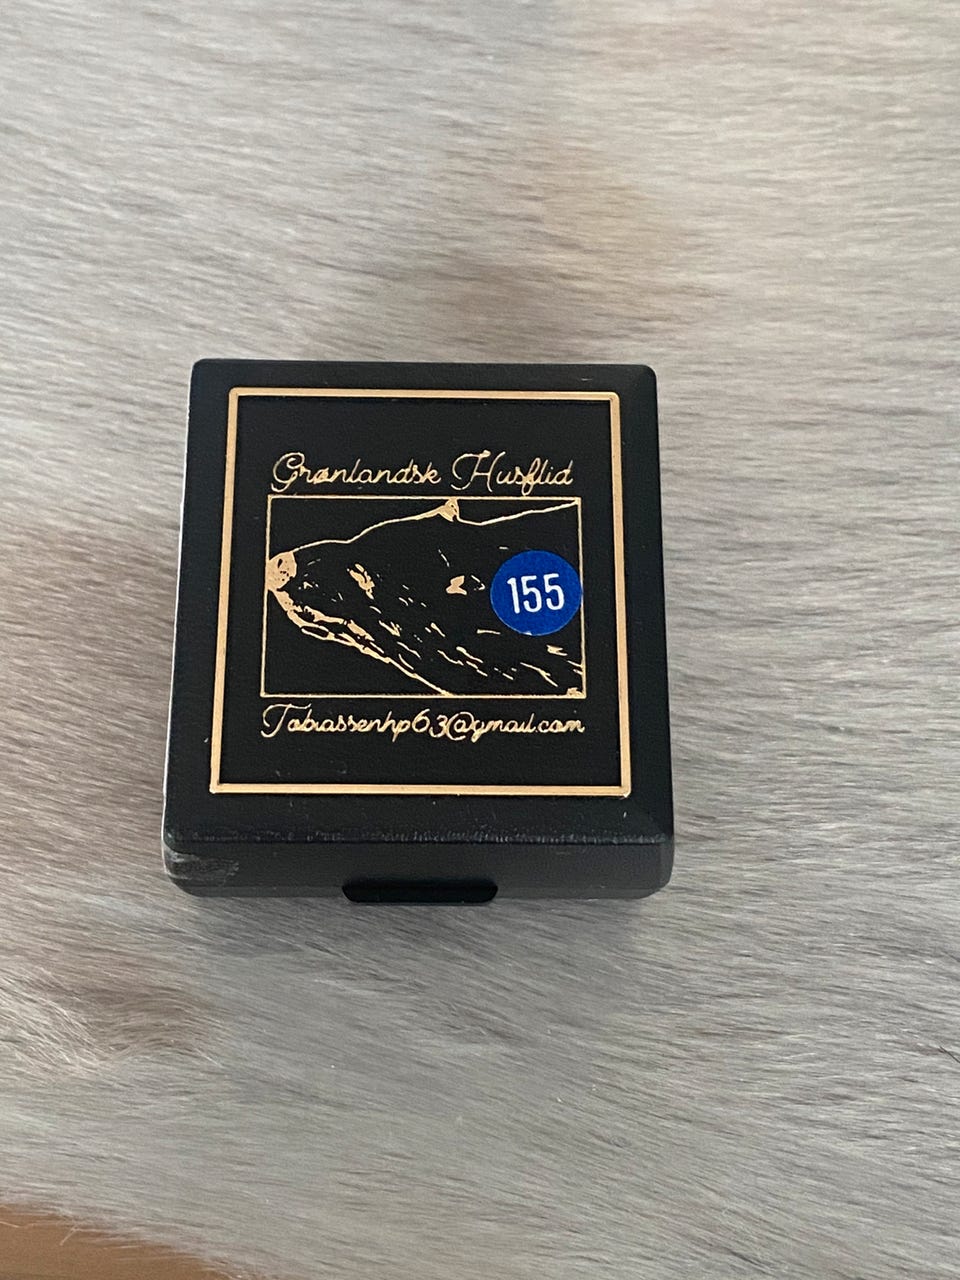 Grønlandsk Husflid
155
Tobiassenhp63@gmail.com